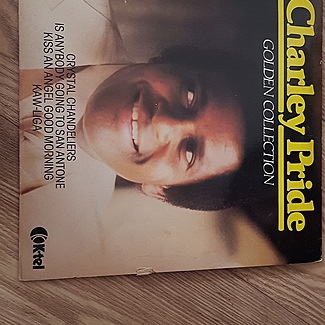 Charley Pride
GOLDEN COLLECTION
CRYSTAL CHANDELIERS
IS ANYBODY GOING TO SAN ANTONE
KISS AN ANGEL GOOD MORNING
KAW-LIGA
K-tel